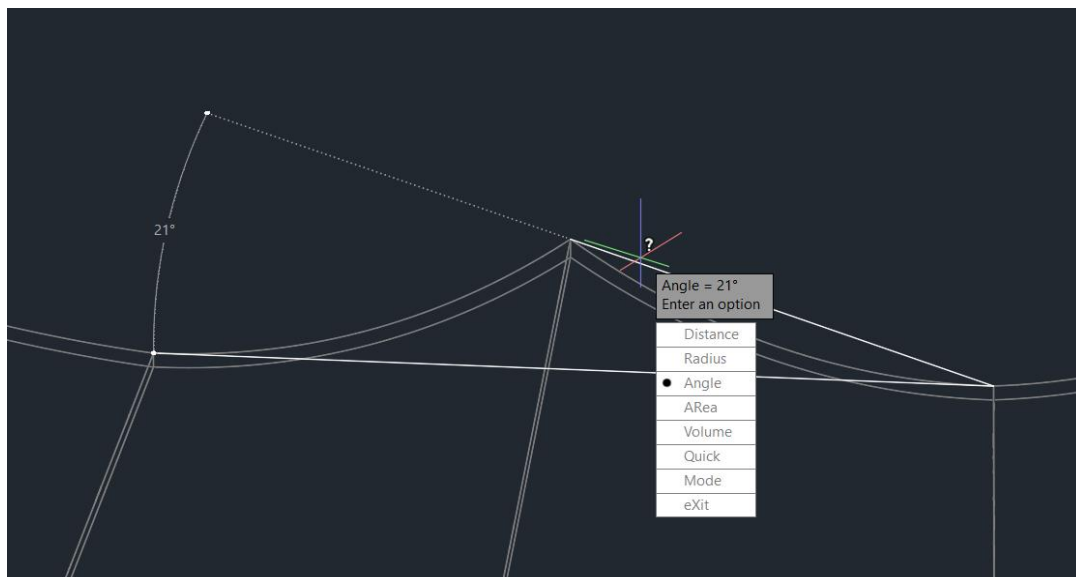 21°
?
Angle = 21°
Enter an option
Distance
Radius
Angle
ARea
Volume
Quick
Mode
eXit